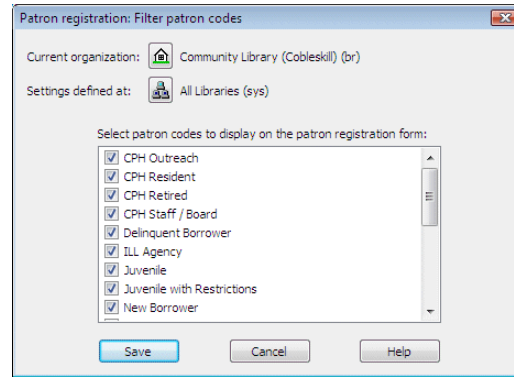 Patron registration: Filter patron codes
Current organization: Community Library (Cobleskill) (br)
Settings defined at: All Libraries (sys)
Select patron codes to display on the patron registration form:
CPH Outreach
CPH Resident
CPH Retired
CPH Staff / Board
Delinquent Borrower
ILL Agency
Juvenile
Juvenile with Restrictions
New Borrower
Save Cancel Help